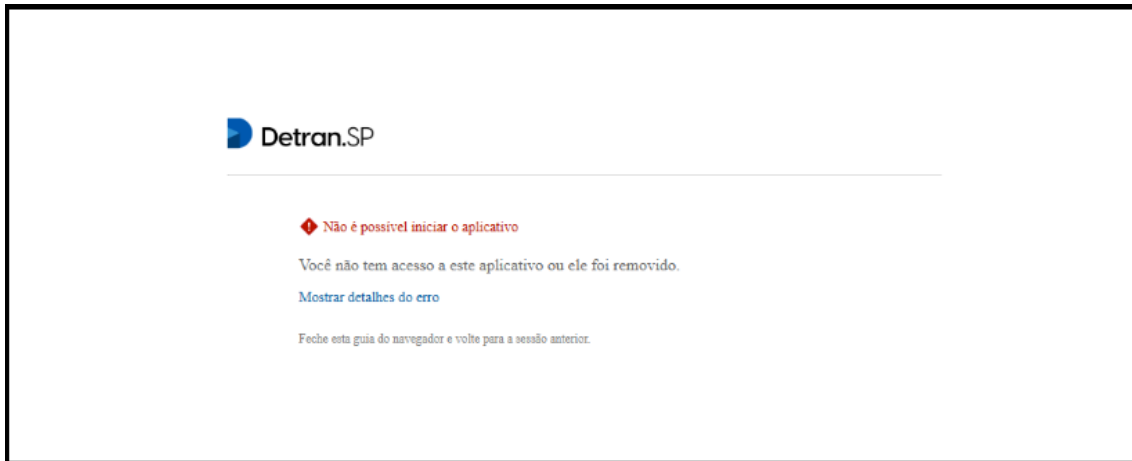 Detran.SP
Não é possível iniciar o aplicativo
Você não tem acesso a este aplicativo ou ele foi removido.
Mostrar detalhes do erro
Feche esta guia do navegador e volte para a sessão anterior.